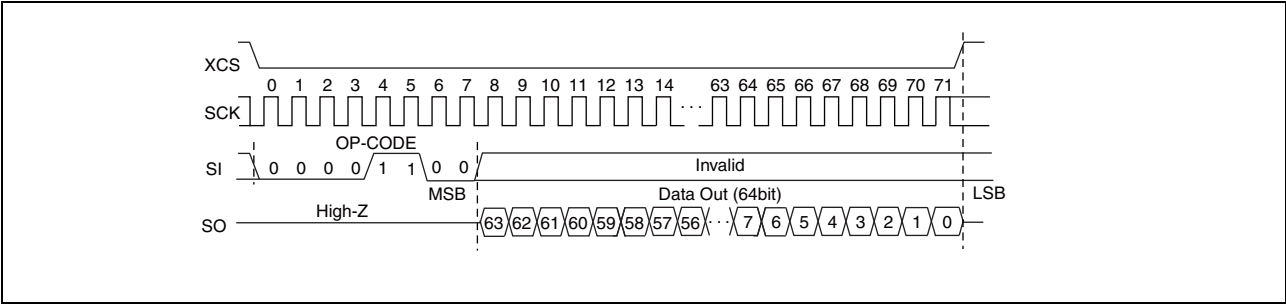 XCS
0 1 2 3 4 5 6 7 8 9 10 11 12 13 14 63 64 65 66 67 68 69 70 71
SCK ...
OP-CODE
SI 0 0 0 0 1 1 0 0 Invalid
MSB Data Out (64bit) LSB
High-Z
SO 63 62 61 60 59 58 57 56 ... 7 6 5 4 3 2 1 0